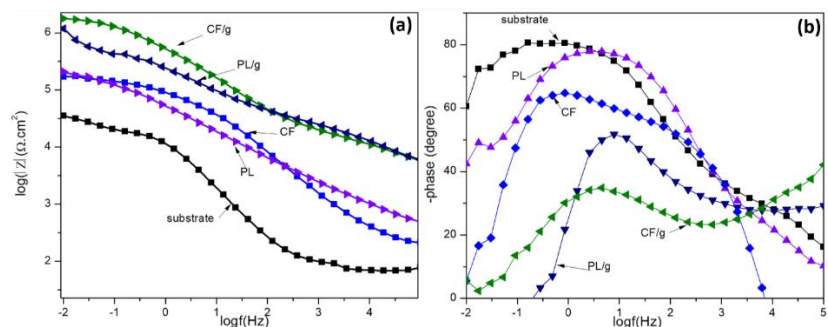 (a)
CF/g
PL/g
CF
PL
substrate
log(|Z|(Ω.cm²)
6
5
4
3
2
-2 -1 0 1 2 3 4
logf(Hz)
(b)
substrate
PL
CF
CF/g
PL/g
-phase (degree)
80
60
40
20
0
-2 -1 0 1 2 3 4 5
logf(Hz)